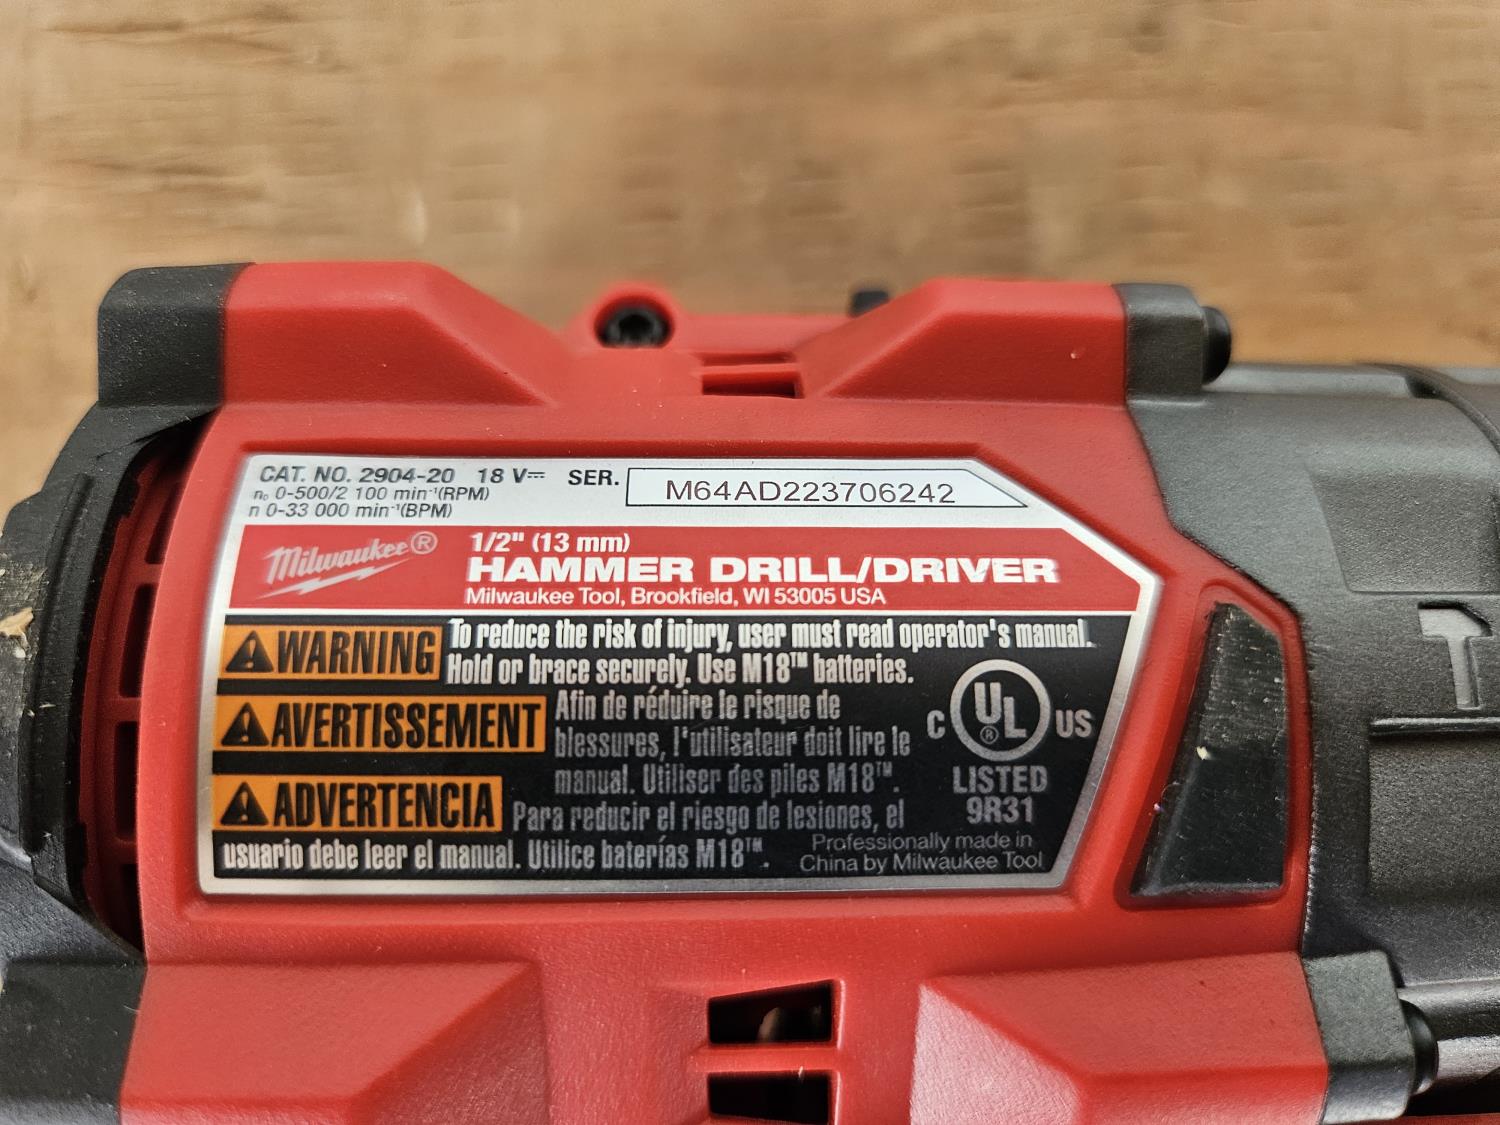 CAT. NO. 2904-20 18 V⎓ SER. M64AD223706242
n₀ 0-500/2 100 min⁻¹(RPM)
n 0-33 000 min⁻¹(BPM)
Milwaukee®
1/2" (13 mm)
HAMMER DRILL/DRIVER
Milwaukee Tool, Brookfield, WI 53005 USA
WARNING To reduce the risk of injury, user must read operator's manual.
Hold or brace securely. Use M18™ batteries.
AVERTISSEMENT Afin de réduire le risque de
blessures, l'utilisateur doit lire le
manual. Utiliser des piles M18™.
ADVERTENCIA Para reducir el riesgo de lesiones, el
usuario debe leer el manual. Utilice baterías M18™.
C UL® US
LISTED
9R31
Professionally made in
China by Milwaukee Tool